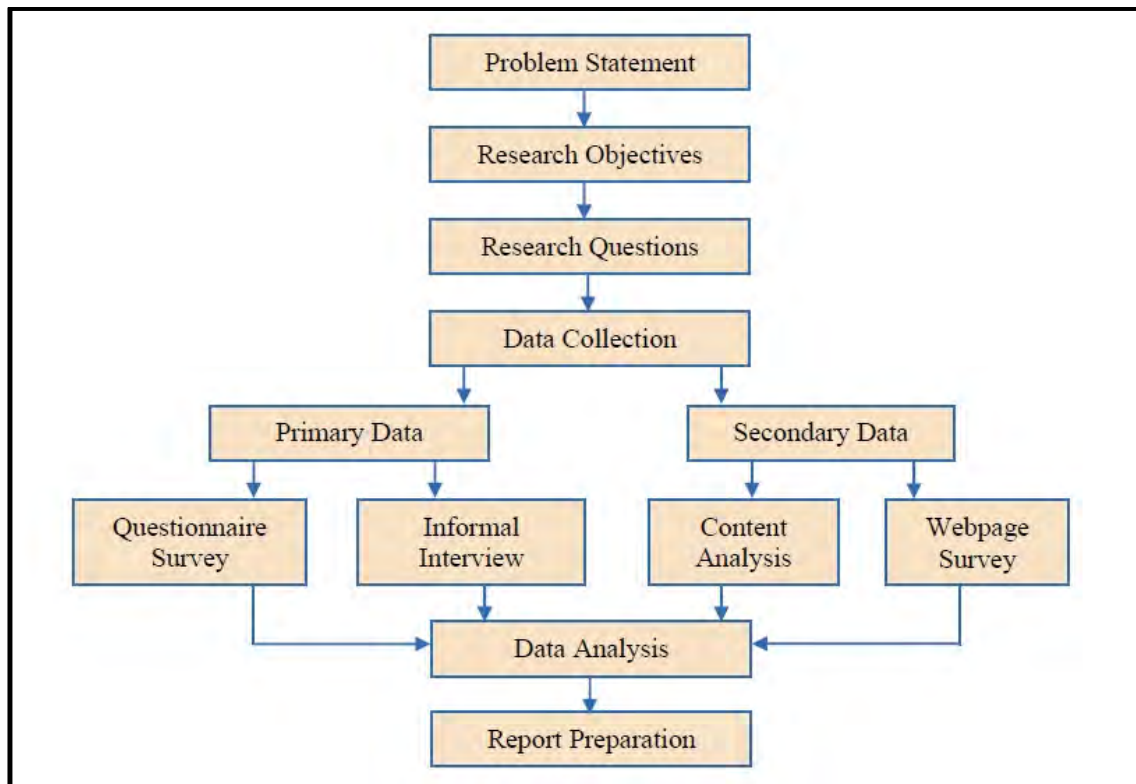 Problem Statement
Research Objectives
Research Questions
Data Collection
Primary Data
Secondary Data
Questionnaire
Survey
Informal
Interview
Content
Analysis
Webpage
Survey
Data Analysis
Report Preparation